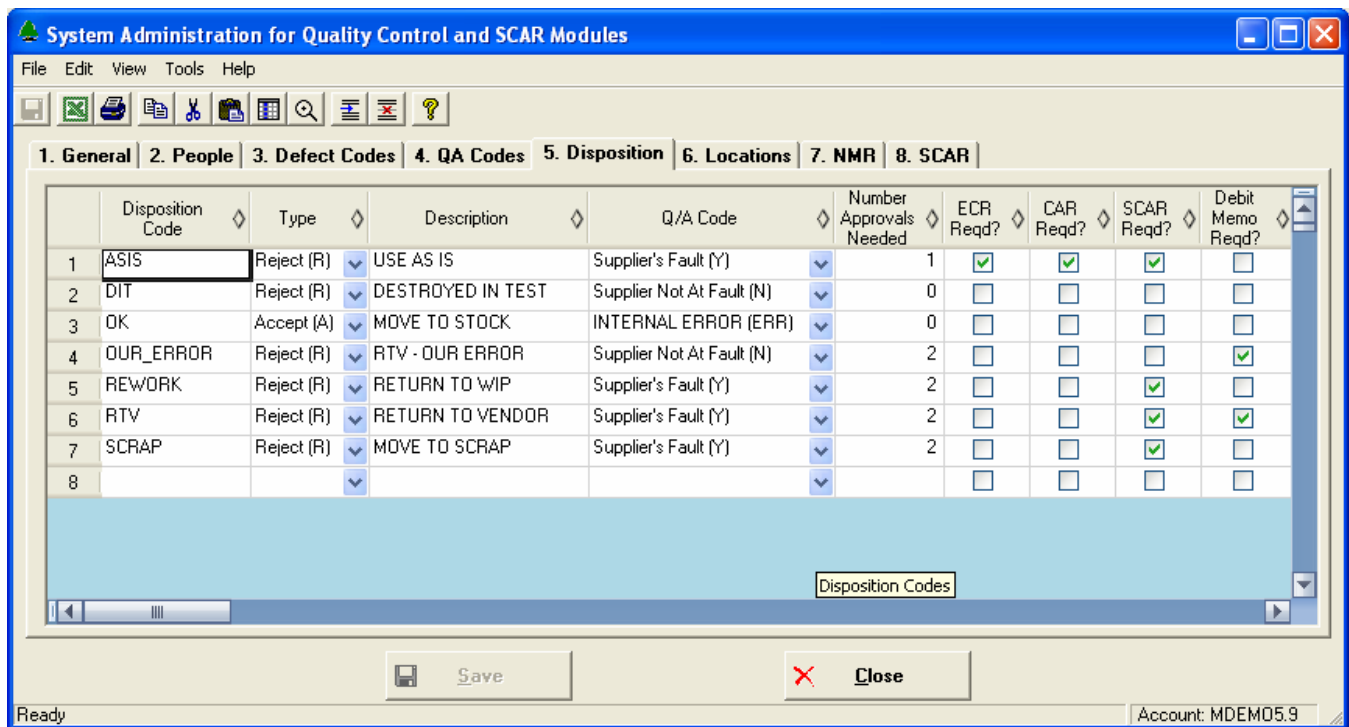 System Administration for Quality Control and SCAR Modules
File Edit View Tools Help
1. General 2. People 3. Defect Codes 4. QA Codes 5. Disposition 6. Locations 7. NMR 8. SCAR
Disposition Code Type Description Q/A Code Number Approvals Needed ECR Reqd? CAR Reqd? SCAR Reqd? Debit Memo Reqd?
1 ASIS Reject (R) USE AS IS Supplier's Fault (Y) 1
2 DIT Reject (R) DESTROYED IN TEST Supplier Not At Fault (N) 0
3 OK Accept (A) MOVE TO STOCK INTERNAL ERROR (ERR) 0
4 OUR_ERROR Reject (R) RTV - OUR ERROR Supplier Not At Fault (N) 2
5 REWORK Reject (R) RETURN TO WIP Supplier's Fault (Y) 2
6 RTV Reject (R) RETURN TO VENDOR Supplier's Fault (Y) 2
7 SCRAP Reject (R) MOVE TO SCRAP Supplier's Fault (Y) 2
8
Disposition Codes
Save Close
Ready Account: MDEMO5.9